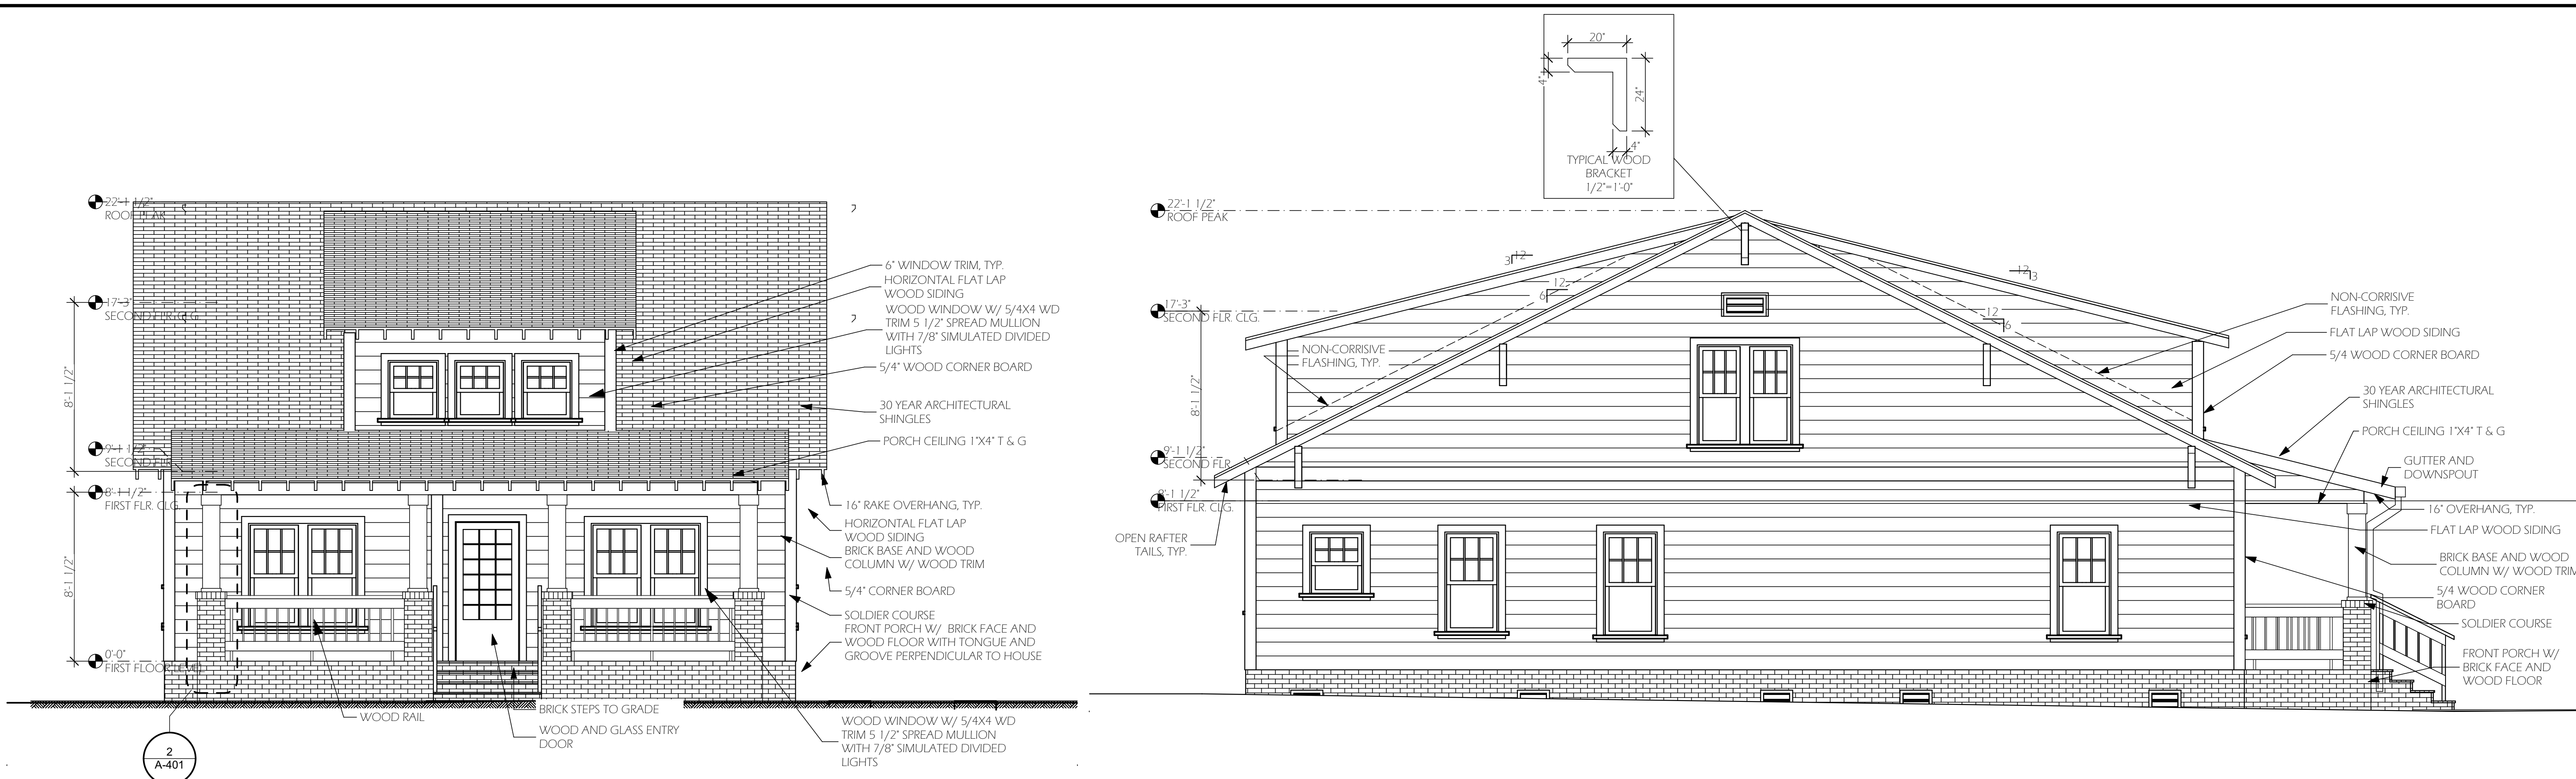 22'-1 1/2"
ROOF PEAK
17'-3"
SECOND FLR. CLG.
8'-1 1/2"
9'-1 1/2"
SECOND FLR.
8'-1 1/2"
FIRST FLR. CLG.
8'-1 1/2"
0'-0"
FIRST FLOOR LEVEL
2
A-401
WOOD RAIL
BRICK STEPS TO GRADE
WOOD AND GLASS ENTRY
DOOR
6" WINDOW TRIM, TYP.
HORIZONTAL FLAT LAP
WOOD SIDING
WOOD WINDOW W/ 5/4X4 WD
TRIM 5 1/2" SPREAD MULLION
WITH 7/8" SIMULATED DIVIDED
LIGHTS
5/4" WOOD CORNER BOARD
30 YEAR ARCHITECTURAL
SHINGLES
PORCH CEILING 1"X4" T & G
16" RAKE OVERHANG, TYP.
HORIZONTAL FLAT LAP
WOOD SIDING
BRICK BASE AND WOOD
COLUMN W/ WOOD TRIM
5/4" CORNER BOARD
SOLDIER COURSE
FRONT PORCH W/ BRICK FACE AND
WOOD FLOOR WITH TONGUE AND
GROOVE PERPENDICULAR TO HOUSE
WOOD WINDOW W/ 5/4X4 WD
TRIM 5 1/2" SPREAD MULLION
WITH 7/8" SIMULATED DIVIDED
LIGHTS
20"
4"
24"
4"
TYPICAL WOOD
BRACKET
1/2"=1'-0"
22'-1 1/2"
ROOF PEAK
17'-3"
SECOND FLR. CLG.
8'-1 1/2"
9'-1 1/2"
SECOND FLR.
8'-1 1/2"
FIRST FLR. CLG.
OPEN RAFTER
TAILS, TYP.
NON-CORRISIVE
FLASHING, TYP.
12
3
12
6
12
3
12
6
NON-CORRISIVE
FLASHING, TYP.
FLAT LAP WOOD SIDING
5/4 WOOD CORNER BOARD
30 YEAR ARCHITECTURAL
SHINGLES
PORCH CEILING 1"X4" T & G
GUTTER AND
DOWNSPOUT
16" OVERHANG, TYP.
FLAT LAP WOOD SIDING
BRICK BASE AND WOOD
COLUMN W/ WOOD TRIM
5/4 WOOD CORNER
BOARD
SOLDIER COURSE
FRONT PORCH W/
BRICK FACE AND
WOOD FLOOR